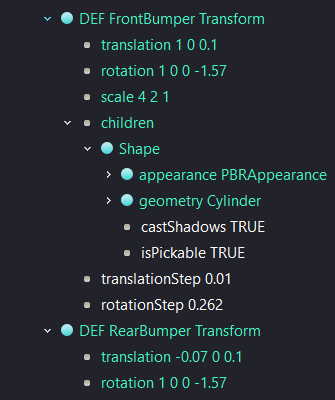 DEF FrontBumper Transform
translation 1 0 0.1
rotation 1 0 0 -1.57
scale 4 2 1
children
Shape
appearance PBRAppearance
geometry Cylinder
castShadows TRUE
isPickable TRUE
translationStep 0.01
rotationStep 0.262
DEF RearBumper Transform
translation -0.07 0 0.1
rotation 1 0 0 -1.57